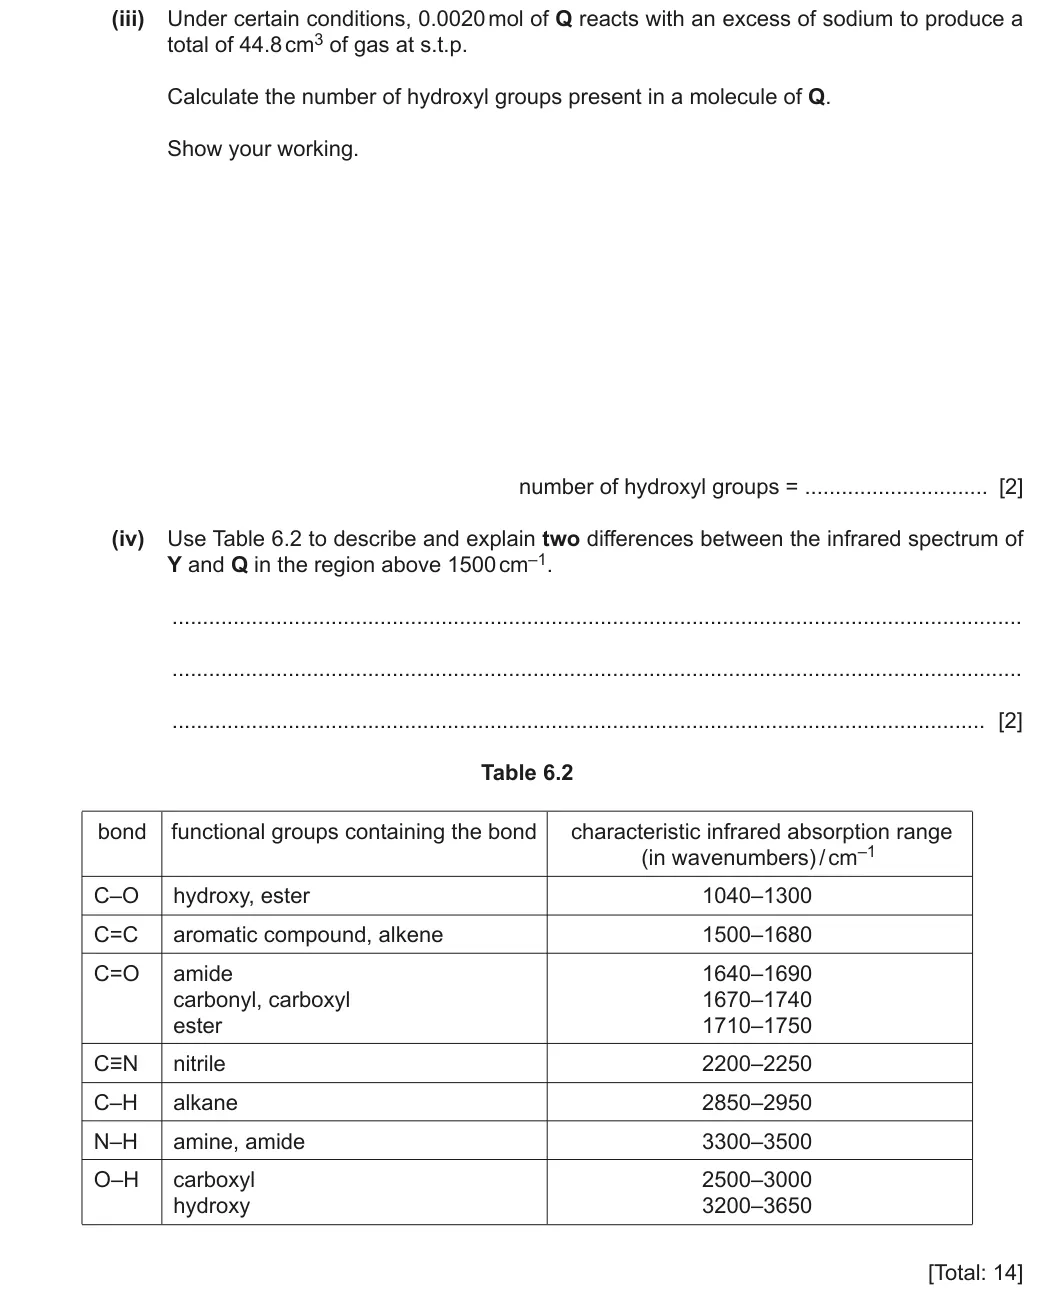 (iii) Under certain conditions, 0.0020 mol of Q reacts with an excess of sodium to produce a
total of 44.8 cm³ of gas at s.t.p.
Calculate the number of hydroxyl groups present in a molecule of Q.
Show your working.
number of hydroxyl groups = .............................. [2]
(iv) Use Table 6.2 to describe and explain two differences between the infrared spectrum of
Y and Q in the region above 1500 cm⁻¹.
...........................................................................................................................................
...........................................................................................................................................
..................................................................................................................................... [2]
Table 6.2
bond functional groups containing the bond characteristic infrared absorption range
(in wavenumbers) / cm⁻¹
C–O hydroxy, ester 1040–1300
C=C aromatic compound, alkene 1500–1680
C=O amide 1640–1690
carbonyl, carboxyl 1670–1740
ester 1710–1750
C≡N nitrile 2200–2250
C–H alkane 2850–2950
N–H amine, amide 3300–3500
O–H carboxyl 2500–3000
hydroxy 3200–3650
[Total: 14]